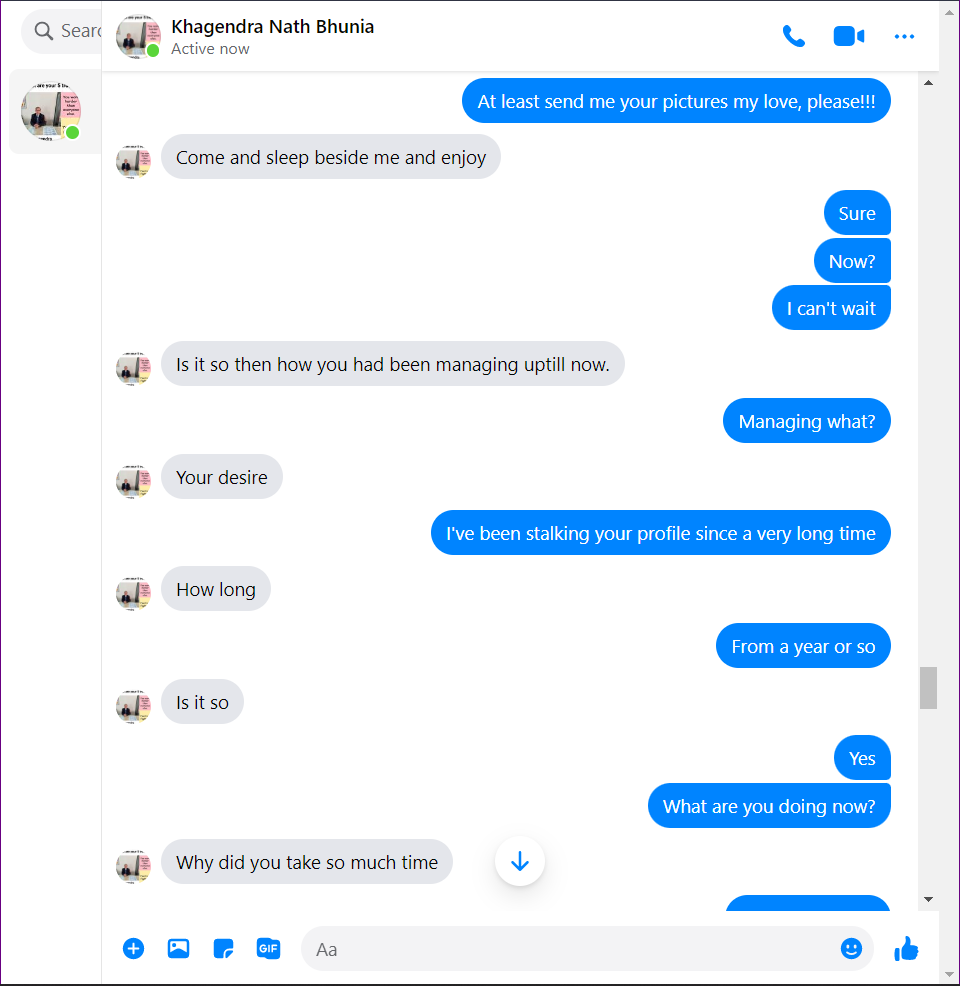 Searc
Khagendra Nath Bhunia
Active now
At least send me your pictures my love, please!!!
Come and sleep beside me and enjoy
Sure
Now?
I can't wait
Is it so then how you had been managing uptill now.
Managing what?
Your desire
I've been stalking your profile since a very long time
How long
From a year or so
Is it so
Yes
What are you doing now?
Why did you take so much time
GIF
Aa